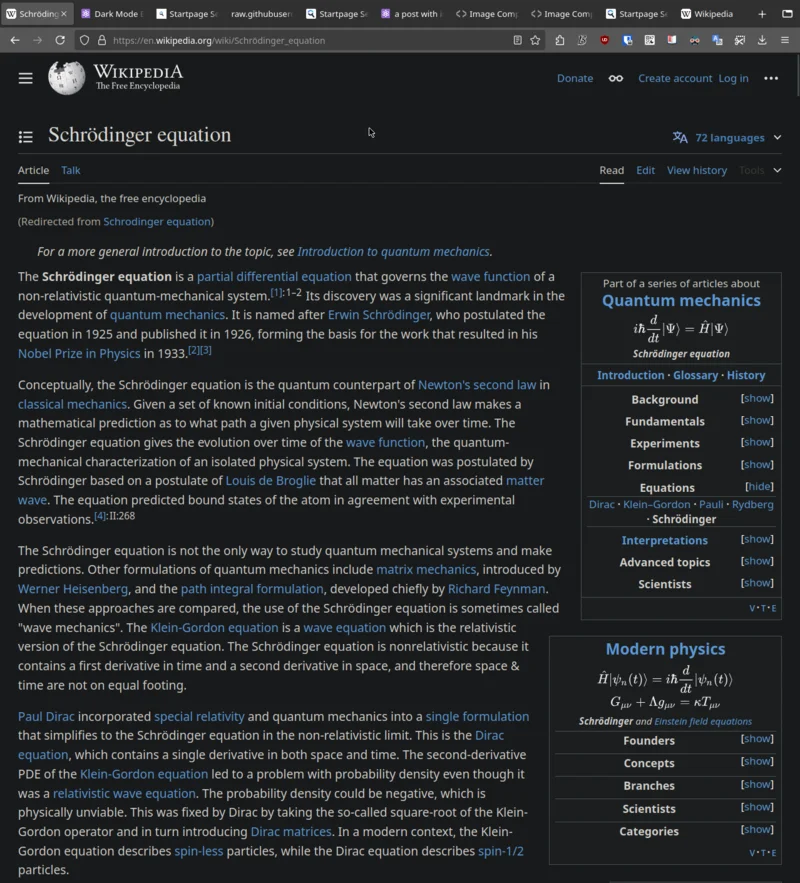 Schröding
Dark Mode E
Startpage Se
raw.githubuser
Startpage Se
a post with i
Image Comp
Image Comp
Startpage Se
Wikipedia
https://en.wikipedia.org/wiki/Schrödinger_equation
WIKIPEDIA
The Free Encyclopedia
Donate
Create account Log in
Schrödinger equation
72 languages
Article Talk
Read Edit View history Tools
From Wikipedia, the free encyclopedia
(Redirected from Schrodinger equation)
For a more general introduction to the topic, see Introduction to quantum mechanics.
The Schrödinger equation is a partial differential equation that governs the wave function of a
non-relativistic quantum-mechanical system.[1]:1–2 Its discovery was a significant landmark in the
development of quantum mechanics. It is named after Erwin Schrödinger, who postulated the
equation in 1925 and published it in 1926, forming the basis for the work that resulted in his
Nobel Prize in Physics in 1933.[2][3]
Conceptually, the Schrödinger equation is the quantum counterpart of Newton's second law in
classical mechanics. Given a set of known initial conditions, Newton's second law makes a
mathematical prediction as to what path a given physical system will take over time. The
Schrödinger equation gives the evolution over time of the wave function, the quantum-
mechanical characterization of an isolated physical system. The equation was postulated by
Schrödinger based on a postulate of Louis de Broglie that all matter has an associated matter
wave. The equation predicted bound states of the atom in agreement with experimental
observations.[4]:II:268
The Schrödinger equation is not the only way to study quantum mechanical systems and make
predictions. Other formulations of quantum mechanics include matrix mechanics, introduced by
Werner Heisenberg, and the path integral formulation, developed chiefly by Richard Feynman.
When these approaches are compared, the use of the Schrödinger equation is sometimes called
"wave mechanics". The Klein-Gordon equation is a wave equation which is the relativistic
version of the Schrödinger equation. The Schrödinger equation is nonrelativistic because it
contains a first derivative in time and a second derivative in space, and therefore space &
time are not on equal footing.
Paul Dirac incorporated special relativity and quantum mechanics into a single formulation
that simplifies to the Schrödinger equation in the non-relativistic limit. This is the Dirac
equation, which contains a single derivative in both space and time. The second-derivative
PDE of the Klein-Gordon equation led to a problem with probability density even though it
was a relativistic wave equation. The probability density could be negative, which is
physically unviable. This was fixed by Dirac by taking the so-called square-root of the Klein-
Gordon operator and in turn introducing Dirac matrices. In a modern context, the Klein-
Gordon equation describes spin-less particles, while the Dirac equation describes spin-1/2
particles.
Part of a series of articles about
Quantum mechanics
iħ d/dt |Ψ⟩ = Ĥ|Ψ⟩
Schrödinger equation
Introduction · Glossary · History
Background [show]
Fundamentals [show]
Experiments [show]
Formulations [show]
Equations [hide]
Dirac · Klein–Gordon · Pauli · Rydberg
· Schrödinger
Interpretations [show]
Advanced topics [show]
Scientists [show]
V·T·E
Modern physics
Ĥ|ψₙ(t)⟩ = iħ d/dt |ψₙ(t)⟩
Gμν + Λgμν = κTμν
Schrödinger and Einstein field equations
Founders [show]
Concepts [show]
Branches [show]
Scientists [show]
Categories [show]
V·T·E